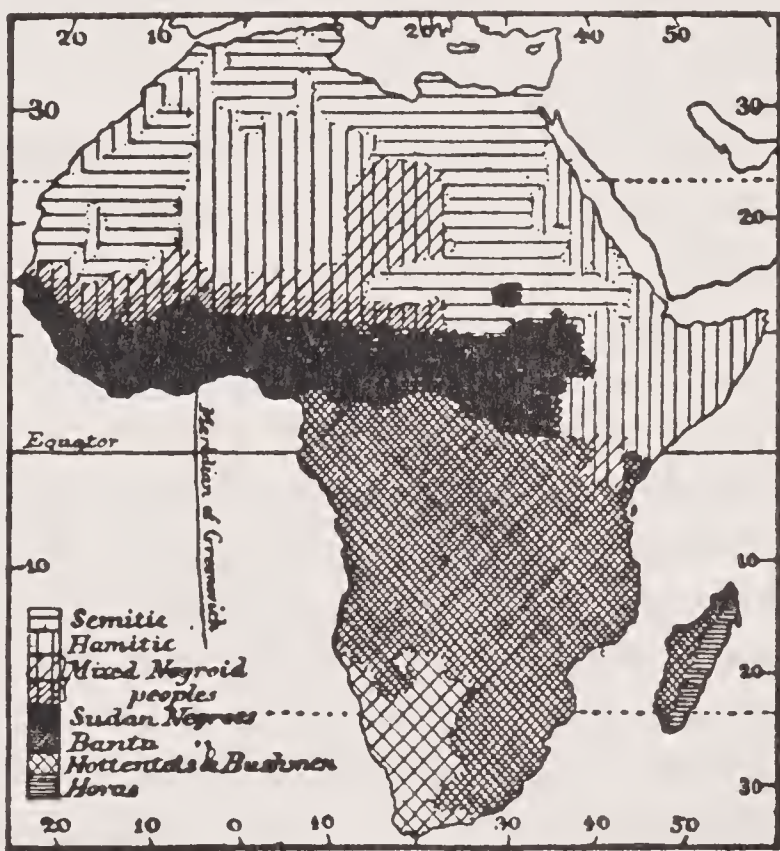 20 10 20 40 50
30 30
20
Equator
Meridian of Greenwich
10 10
Semitic
Hamitic
Mixed Negroid
peoples
20
Sudan Negroes
Bantu "
Hottentots & Bushmen
Hovas
30
20 10 0 10 30 40 50